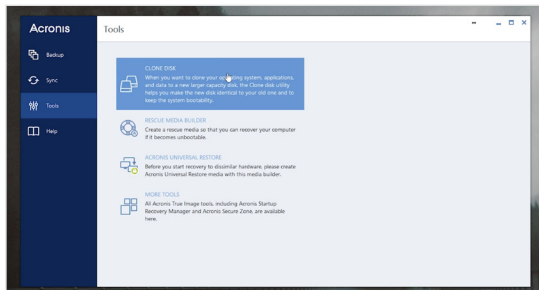 Acronis
Tools
Backup
Sync
Tools
Help
CLONE DISK
When you want to clone your operating system, applications,
and data to a new larger capacity disk, the Clone disk utility
helps you make the new disk identical to your old one and to
keep the system bootability.
RESCUE MEDIA BUILDER
Create a rescue media so that you can recover your computer
if it becomes unbootable.
ACRONIS UNIVERSAL RESTORE
Before you start recovery to dissimilar hardware, please create
Acronis Universal Restore media with this media builder.
MORE TOOLS
All Acronis True Image tools, including Acronis Startup
Recovery Manager and Acronis Secure Zone, are available
here.